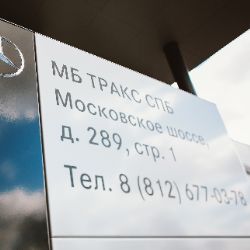 МБ ТРАКС СПБ
Московское шоссе,
д. 289, стр. 1
Тел. 8 (812) 677-03-78